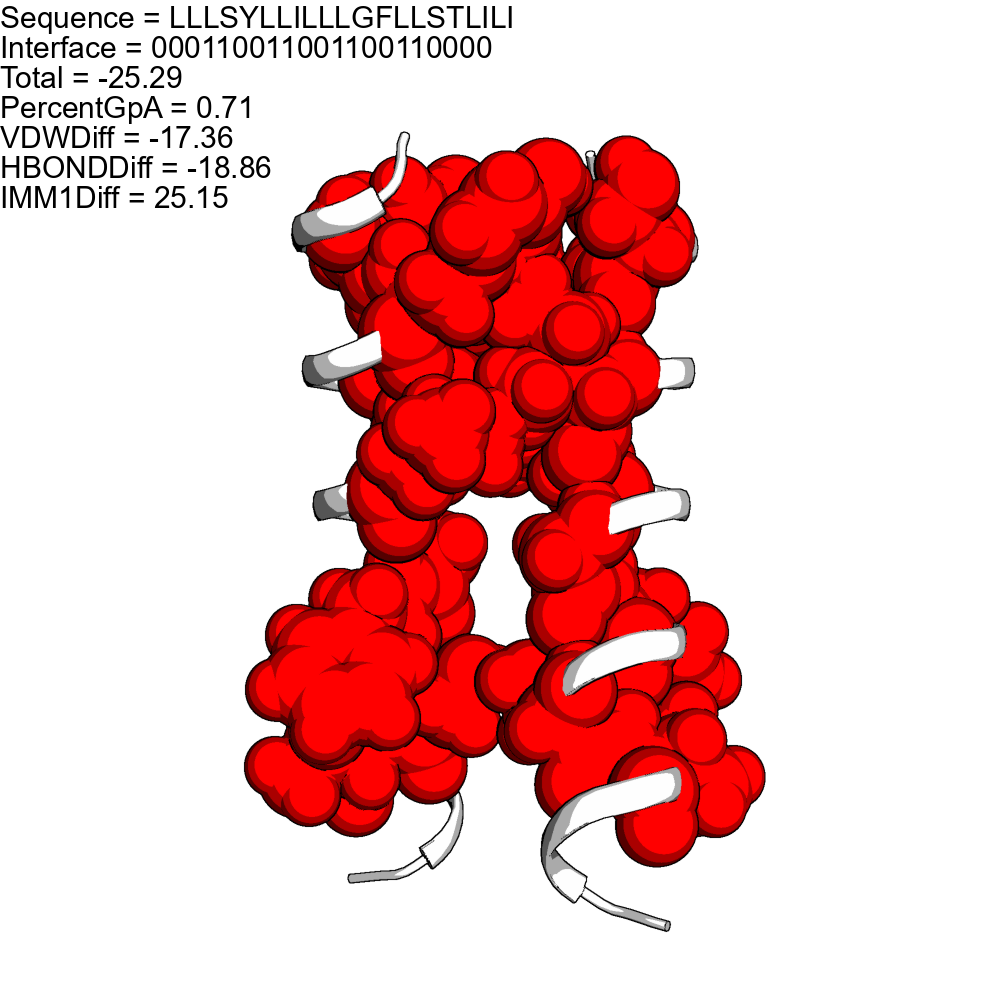 Sequence = LLLSYLLILLLGFLLSTLILI
Interface = 000110011001100110000
Total = -25.29
PercentGpA = 0.71
VDWDiff = -17.36
HBONDDiff = -18.86
IMM1Diff = 25.15